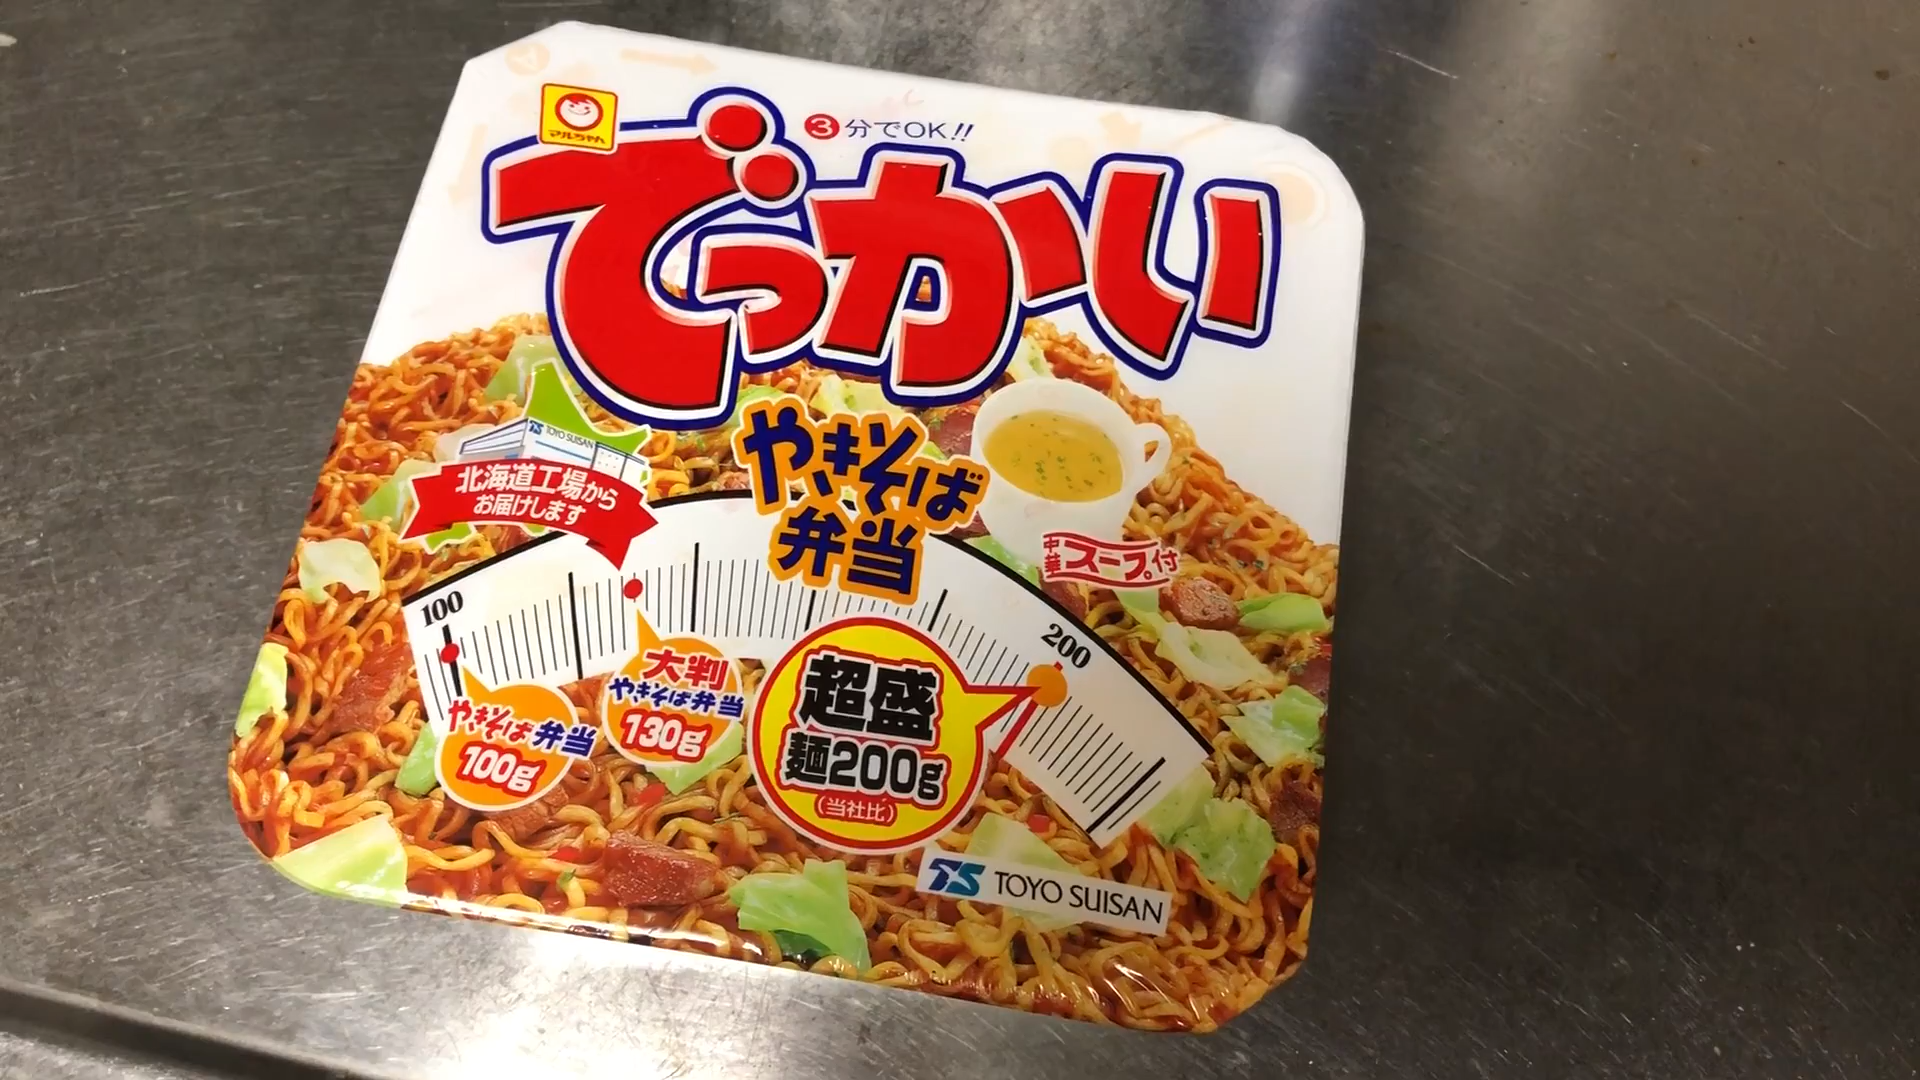 マルちゃん
3分でOK!!
でっかい
やきそば
弁当
TS TOYO SUISAN
北海道工場から
お届けします
中華スープ付
100
200
やきそば弁当
100g
大判
やきそば弁当
130g
超盛
麺200g
(当社比)
TS TOYO SUISAN